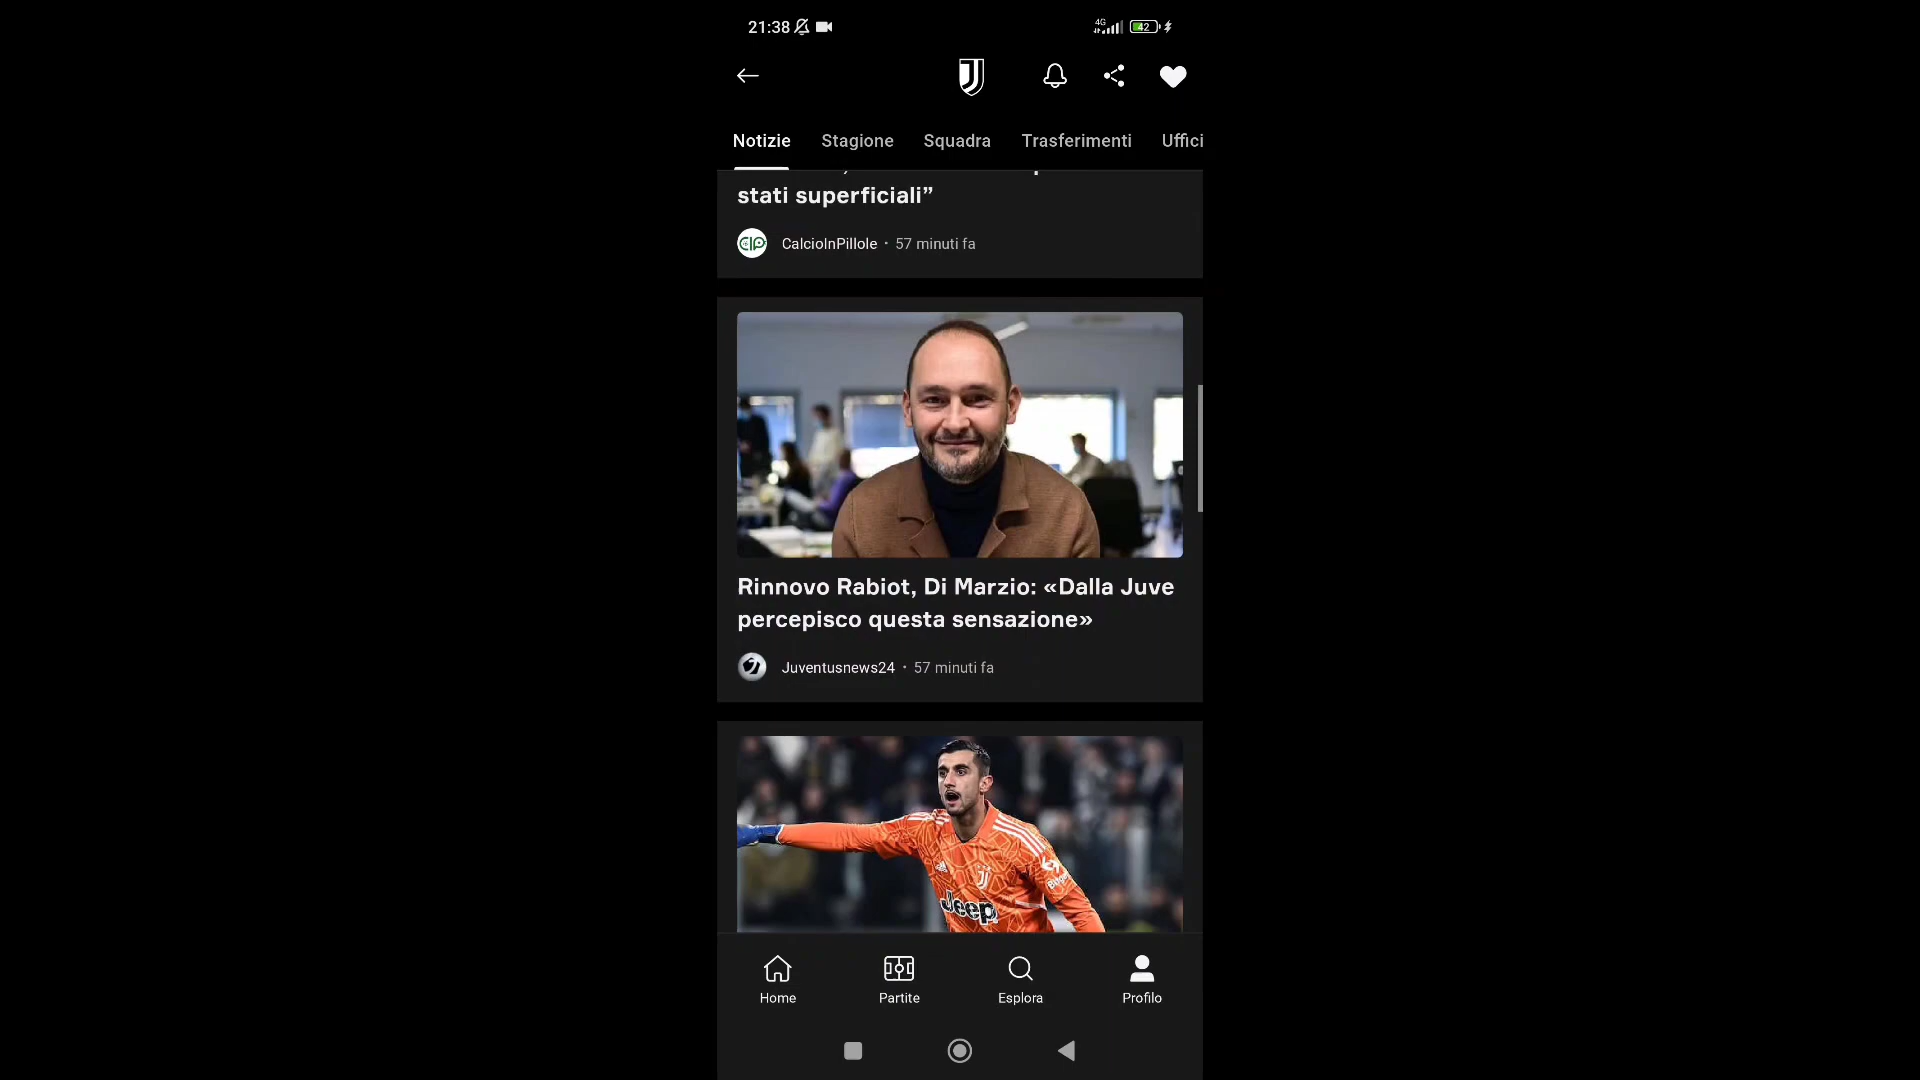 21:38
4G
42
Notizie Stagione Squadra Trasferimenti Uffici
stati superficiali”
CIP
CalcioInPillole • 57 minuti fa
Rinnovo Rabiot, Di Marzio: «Dalla Juve
percepisco questa sensazione»
Juventusnews24 • 57 minuti fa
Jeep
Home Partite Esplora Profilo